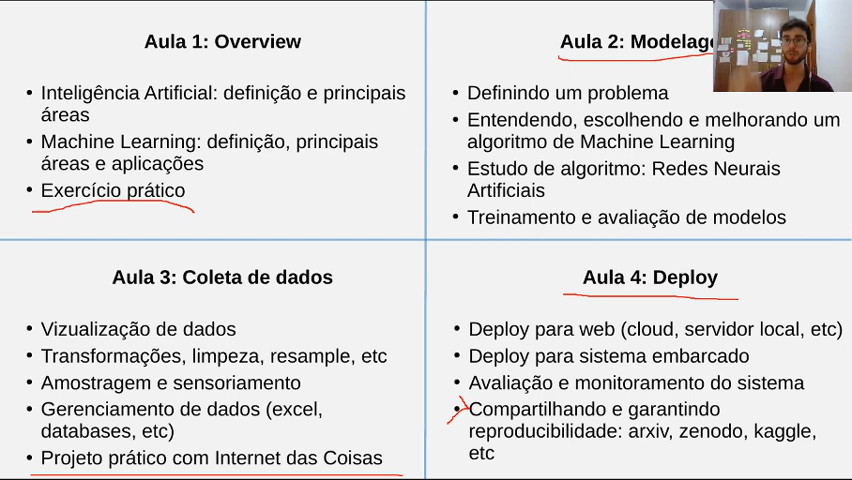 Aula 1: Overview
Inteligência Artificial: definição e principais
áreas
Machine Learning: definição, principais
áreas e aplicações
Exercício prático
Aula 2: Modelage
Definindo um problema
Entendendo, escolhendo e melhorando um
algoritmo de Machine Learning
Estudo de algoritmo: Redes Neurais
Artificiais
Treinamento e avaliação de modelos
Aula 3: Coleta de dados
Vizualização de dados
Transformações, limpeza, resample, etc
Amostragem e sensoriamento
Gerenciamento de dados (excel,
databases, etc)
Projeto prático com Internet das Coisas
Aula 4: Deploy
Deploy para web (cloud, servidor local, etc)
Deploy para sistema embarcado
Avaliação e monitoramento do sistema
Compartilhando e garantindo
reproducibilidade: arxiv, zenodo, kaggle,
etc